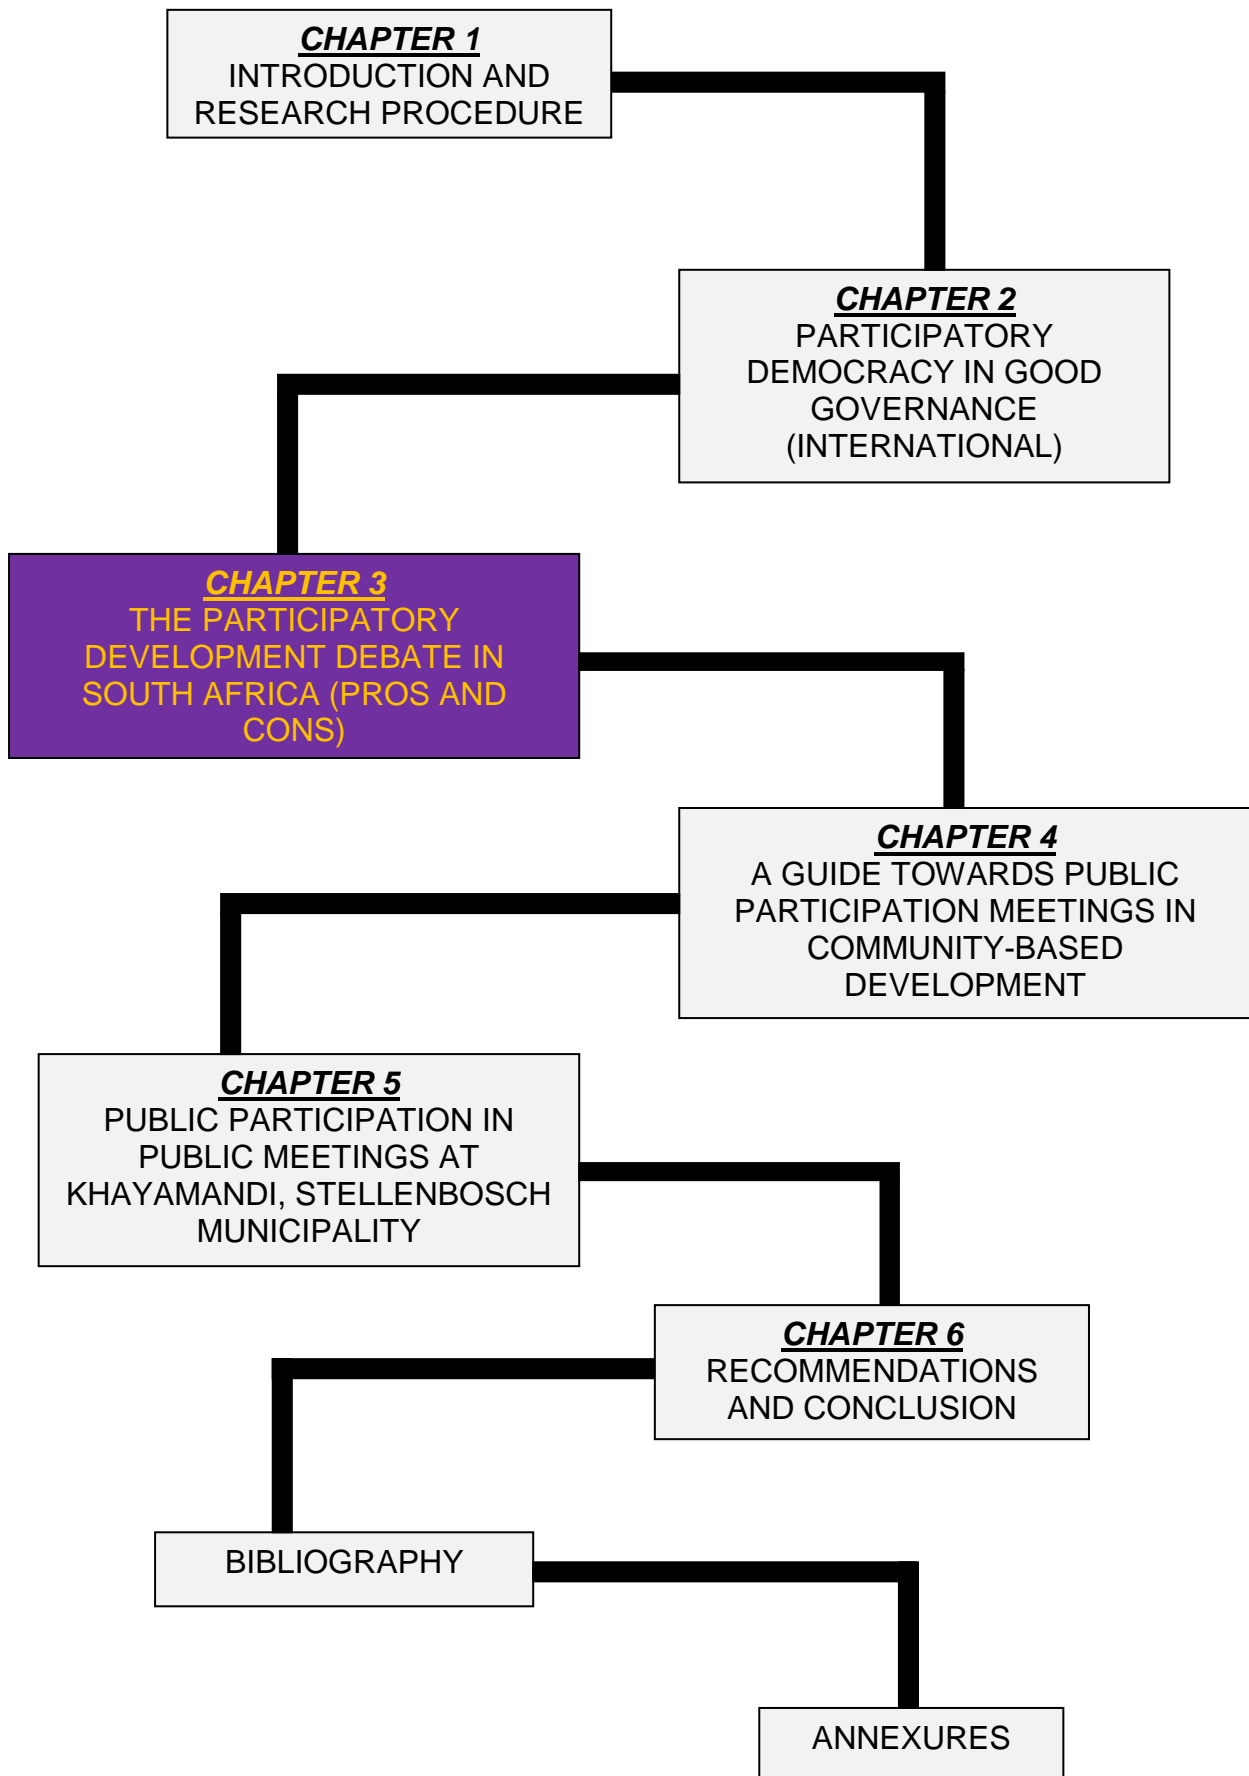 CHAPTER 1
INTRODUCTION AND
RESEARCH PROCEDURE
CHAPTER 2
PARTICIPATORY
DEMOCRACY IN GOOD
GOVERNANCE
(INTERNATIONAL)
CHAPTER 3
THE PARTICIPATORY
DEVELOPMENT DEBATE IN
SOUTH AFRICA (PROS AND
CONS)
CHAPTER 4
A GUIDE TOWARDS PUBLIC
PARTICIPATION MEETINGS IN
COMMUNITY-BASED
DEVELOPMENT
CHAPTER 5
PUBLIC PARTICIPATION IN
PUBLIC MEETINGS AT
KHAYAMANDI, STELLENBOSCH
MUNICIPALITY
CHAPTER 6
RECOMMENDATIONS
AND CONCLUSION
BIBLIOGRAPHY
ANNEXURES